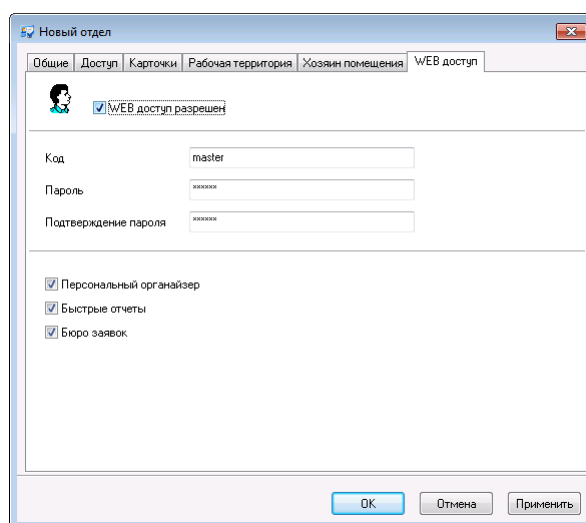 Новый отдел
Общие Доступ Карточки Рабочая территория Хозяин помещения WEB доступ
WEB доступ разрешен
Код master
Пароль ******
Подтверждение пароля ******
Персональный органайзер
Быстрые отчеты
Бюро заявок
OK Отмена Применить